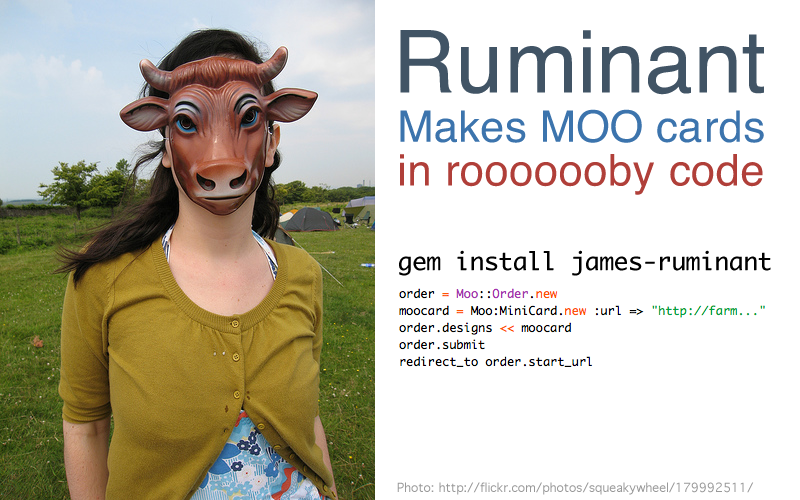 Ruminant
Makes MOO cards
in rooooooby code
gem install james-ruminant
order = Moo::Order.new
moocard = Moo:MiniCard.new :url => "http://farm..."
order.designs << moocard
order.submit
redirect_to order.start_url
Photo: http://flickr.com/photos/squeakywheel/179992511/